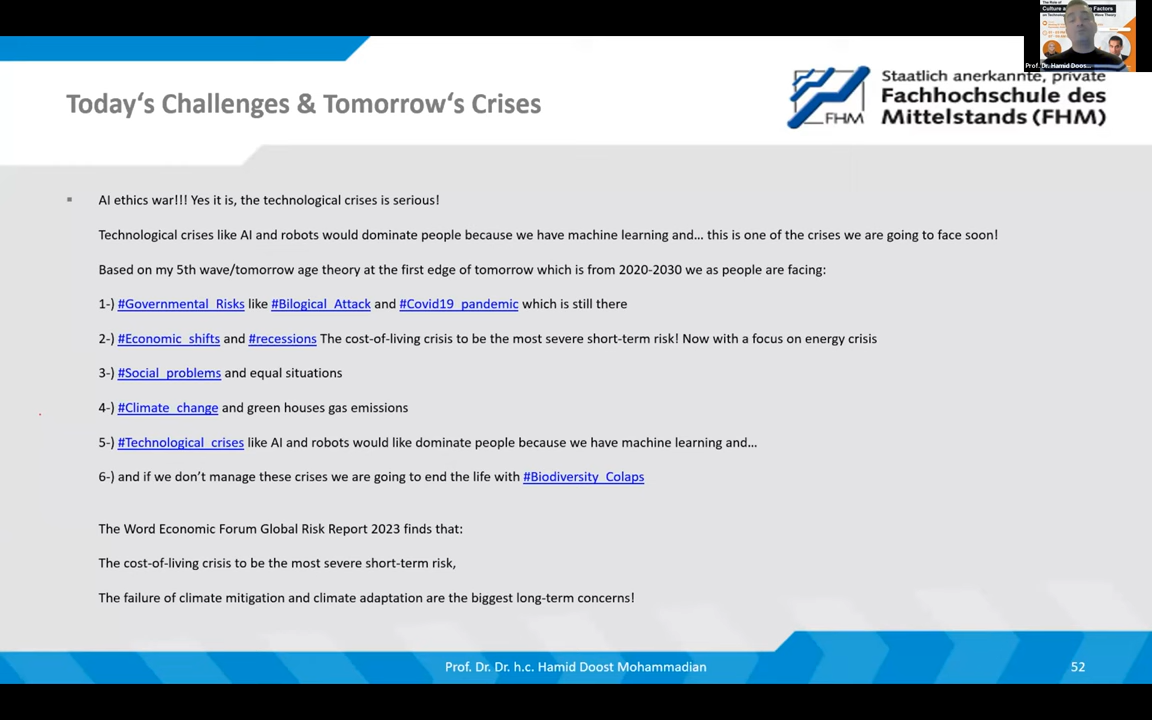 The Role of
Culture a Factors
on Technolog Wave Theory
Prof. Dr. Hamid Doos...
Staatlich anerkannte, private
Fachhochschule des
Mittelstands (FHM)
FHM
Today‘s Challenges & Tomorrow‘s Crises
AI ethics war!!! Yes it is, the technological crises is serious!
Technological crises like AI and robots would dominate people because we have machine learning and... this is one of the crises we are going to face soon!
Based on my 5th wave/tomorrow age theory at the first edge of tomorrow which is from 2020-2030 we as people are facing:
1-) #Governmental_Risks like #Bilogical_Attack and #Covid19_pandemic which is still there
2-) #Economic_shifts and #recessions The cost-of-living crisis to be the most severe short-term risk! Now with a focus on energy crisis
3-) #Social_problems and equal situations
4-) #Climate_change and green houses gas emissions
5-) #Technological_crises like AI and robots would like dominate people because we have machine learning and...
6-) and if we don’t manage these crises we are going to end the life with #Biodiversity_Colaps
The Word Economic Forum Global Risk Report 2023 finds that:
The cost-of-living crisis to be the most severe short-term risk,
The failure of climate mitigation and climate adaptation are the biggest long-term concerns!
Prof. Dr. Dr. h.c. Hamid Doost Mohammadian
52